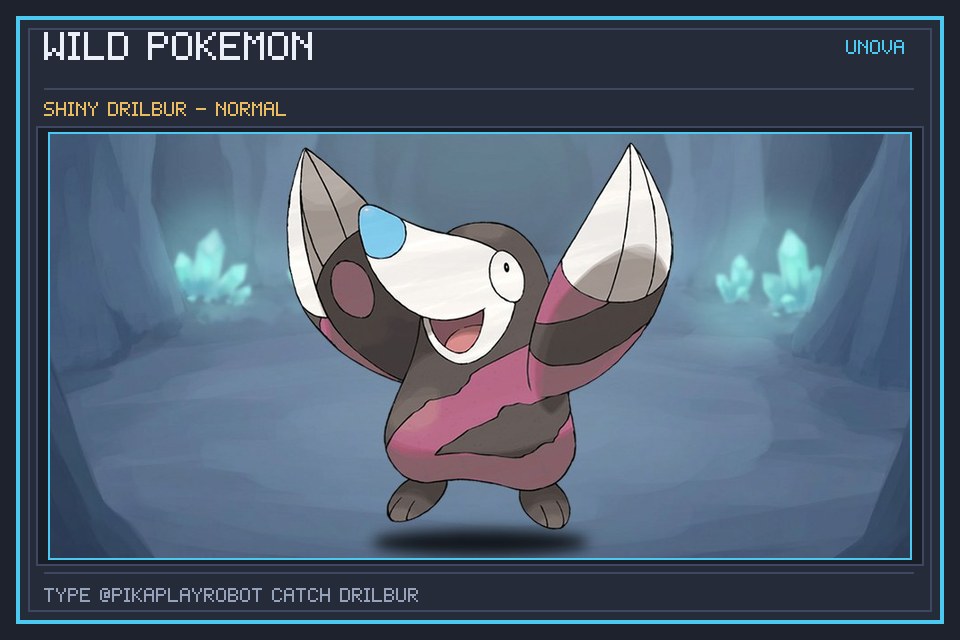 WILD POKEMON
UNOVA
SHINY DRILBUR - NORMAL
TYPE @PIKAPLAYROBOT CATCH DRILBUR